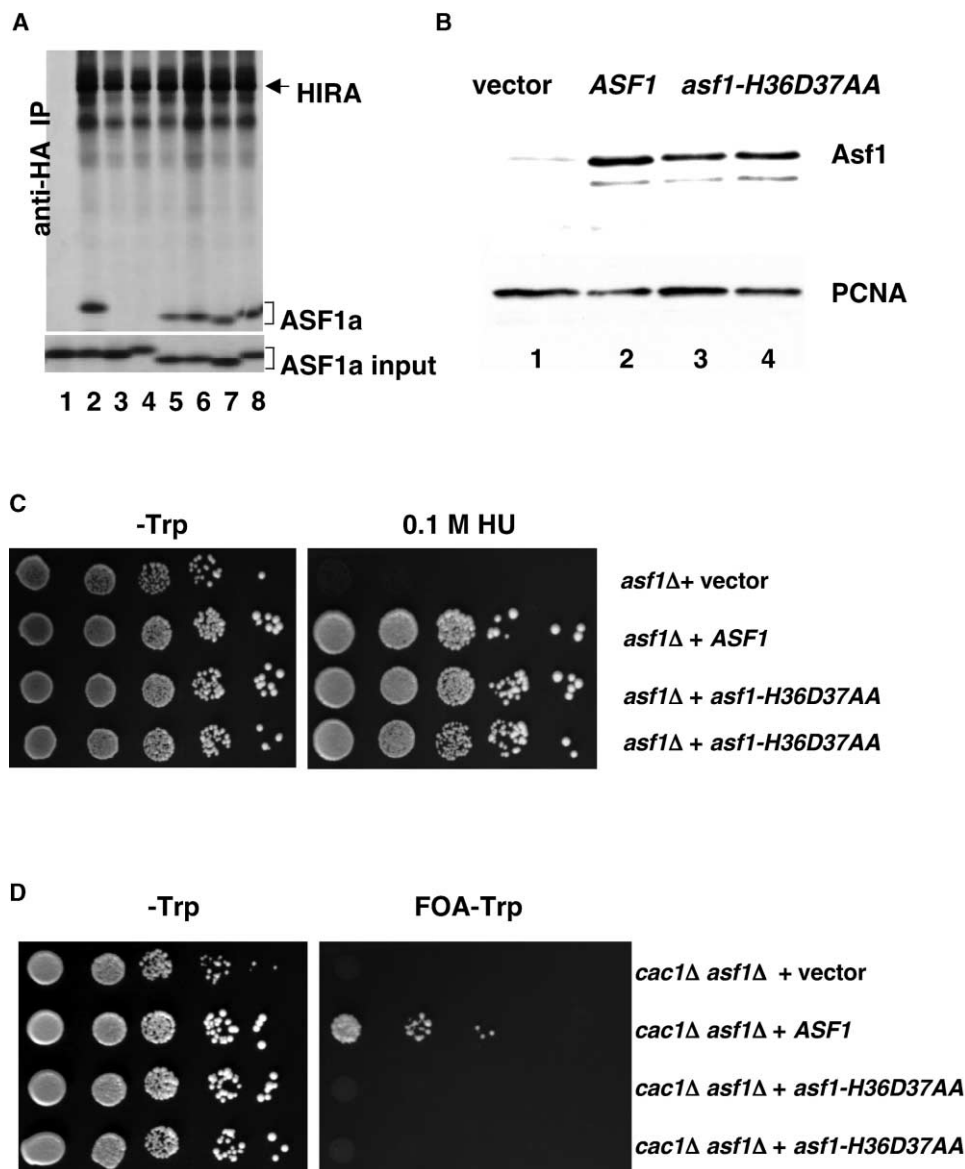 A
anti-HA IP
HIRA
ASF1a
ASF1a input
1 2 3 4 5 6 7 8
B
vector ASF1 asf1-H36D37AA
Asf1
PCNA
1 2 3 4
C
-Trp 0.1 M HU
asf1Δ+ vector
asf1Δ + ASF1
asf1Δ + asf1-H36D37AA
asf1Δ + asf1-H36D37AA
D
-Trp FOA-Trp
cac1Δ asf1Δ + vector
cac1Δ asf1Δ + ASF1
cac1Δ asf1Δ + asf1-H36D37AA
cac1Δ asf1Δ + asf1-H36D37AA